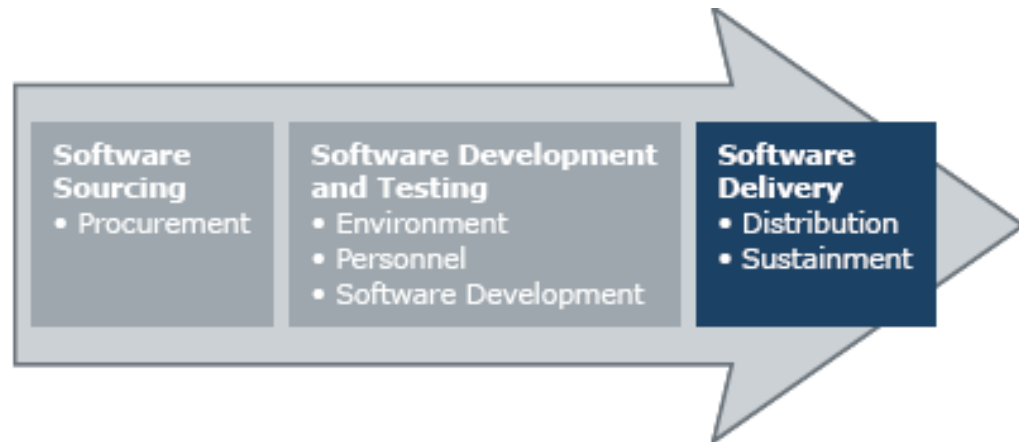 Software
Sourcing
• Procurement
Software Development
and Testing
• Environment
• Personnel
• Software Development
Software
Delivery
• Distribution
• Sustainment